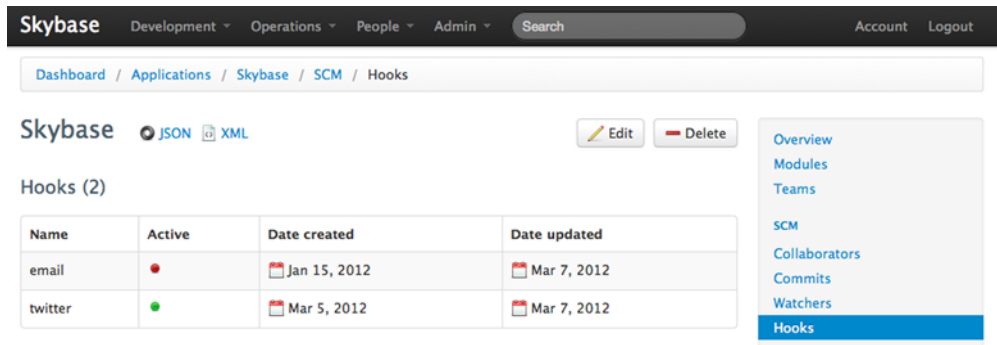 Skybase Development Operations People Admin Search Account Logout
Dashboard / Applications / Skybase / SCM / Hooks
Skybase JSON XML Edit Delete
Hooks (2)
Name Active Date created Date updated
email Jan 15, 2012 Mar 7, 2012
twitter Mar 5, 2012 Mar 7, 2012
Overview
Modules
Teams
SCM
Collaborators
Commits
Watchers
Hooks